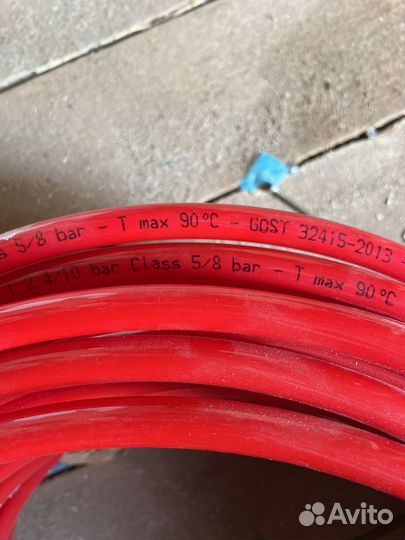 ss 5/8 bar - T max 90°C - GOST 32415-2013 -
1.2.4/10 bar Class 5/8 bar - T max 90°C
Avito